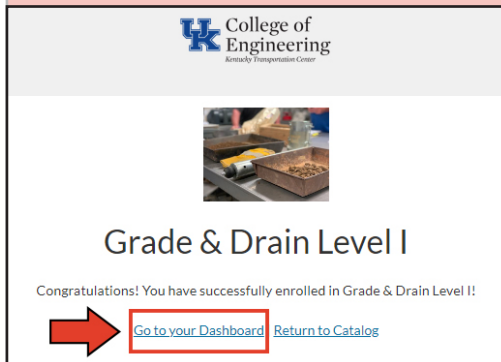 UK
College of
Engineering
Kentucky Transportation Center
Grade & Drain Level I
Congratulations! You have successfully enrolled in Grade & Drain Level I!
Go to your Dashboard Return to Catalog